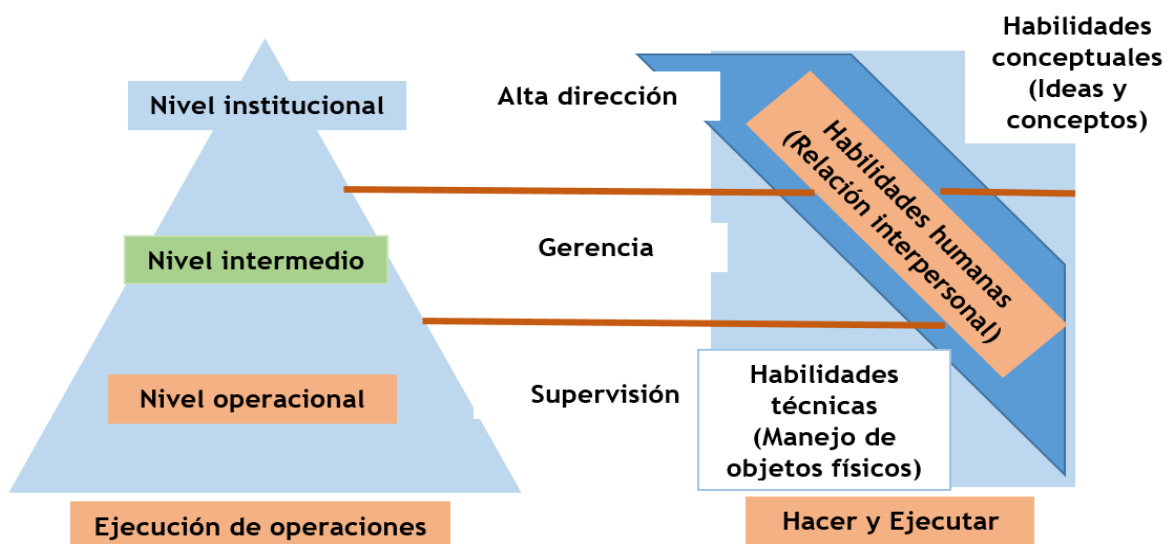 Habilidades
conceptuales
(Ideas y
conceptos)
Nivel institucional
Alta dirección
Habilidades humanas
(Relación interpersonal)
Nivel intermedio
Gerencia
Nivel operacional
Supervisión
Habilidades
técnicas
(Manejo de
objetos físicos)
Ejecución de operaciones
Hacer y Ejecutar